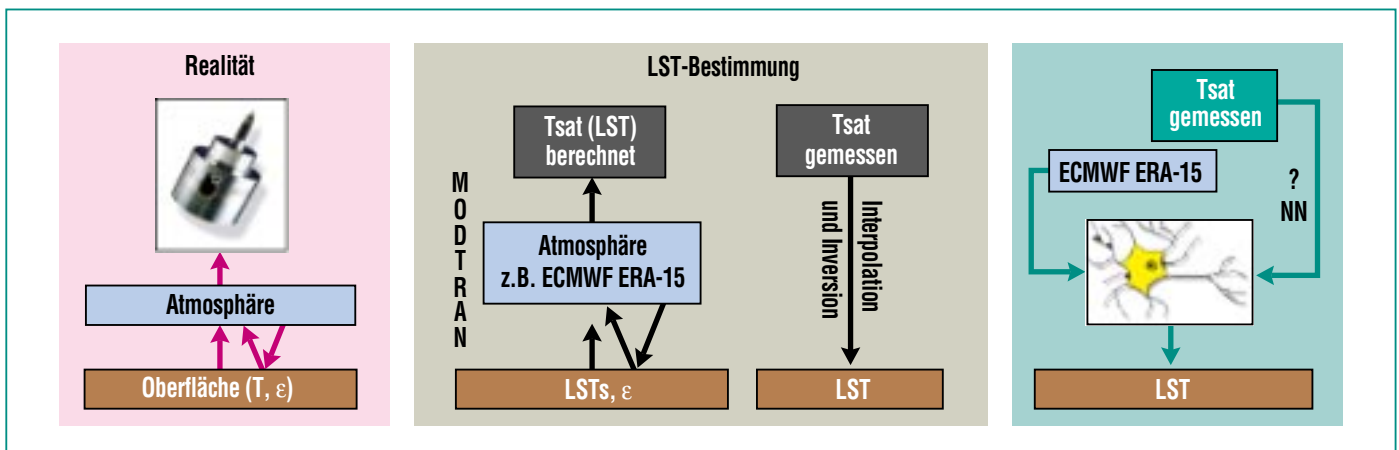 Realität
Atmosphäre
Oberfläche (T, ε)
LST-Bestimmung
MODTRAN
Tsat (LST)
berechnet
Atmosphäre
z.B. ECMWF ERA-15
LSTs, ε
Tsat
gemessen
Interpolation
und Inversion
LST
Tsat
gemessen
ECMWF ERA-15
?
NN
LST